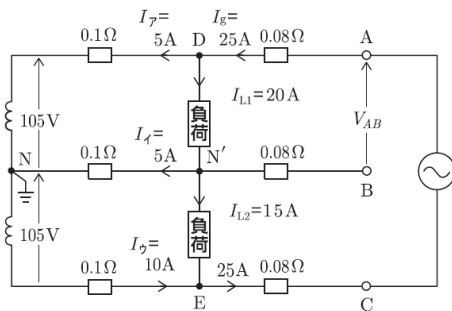 0.1Ω
I_ア=
5A
D
I_g=
25A
0.08Ω
A
105V
負荷
I_L1=20A
V_AB
N
0.1Ω
I_イ=
5A
N′
0.08Ω
B
105V
負荷
I_L2=15A
0.1Ω
I_ウ=
10A
E
25A
0.08Ω
C